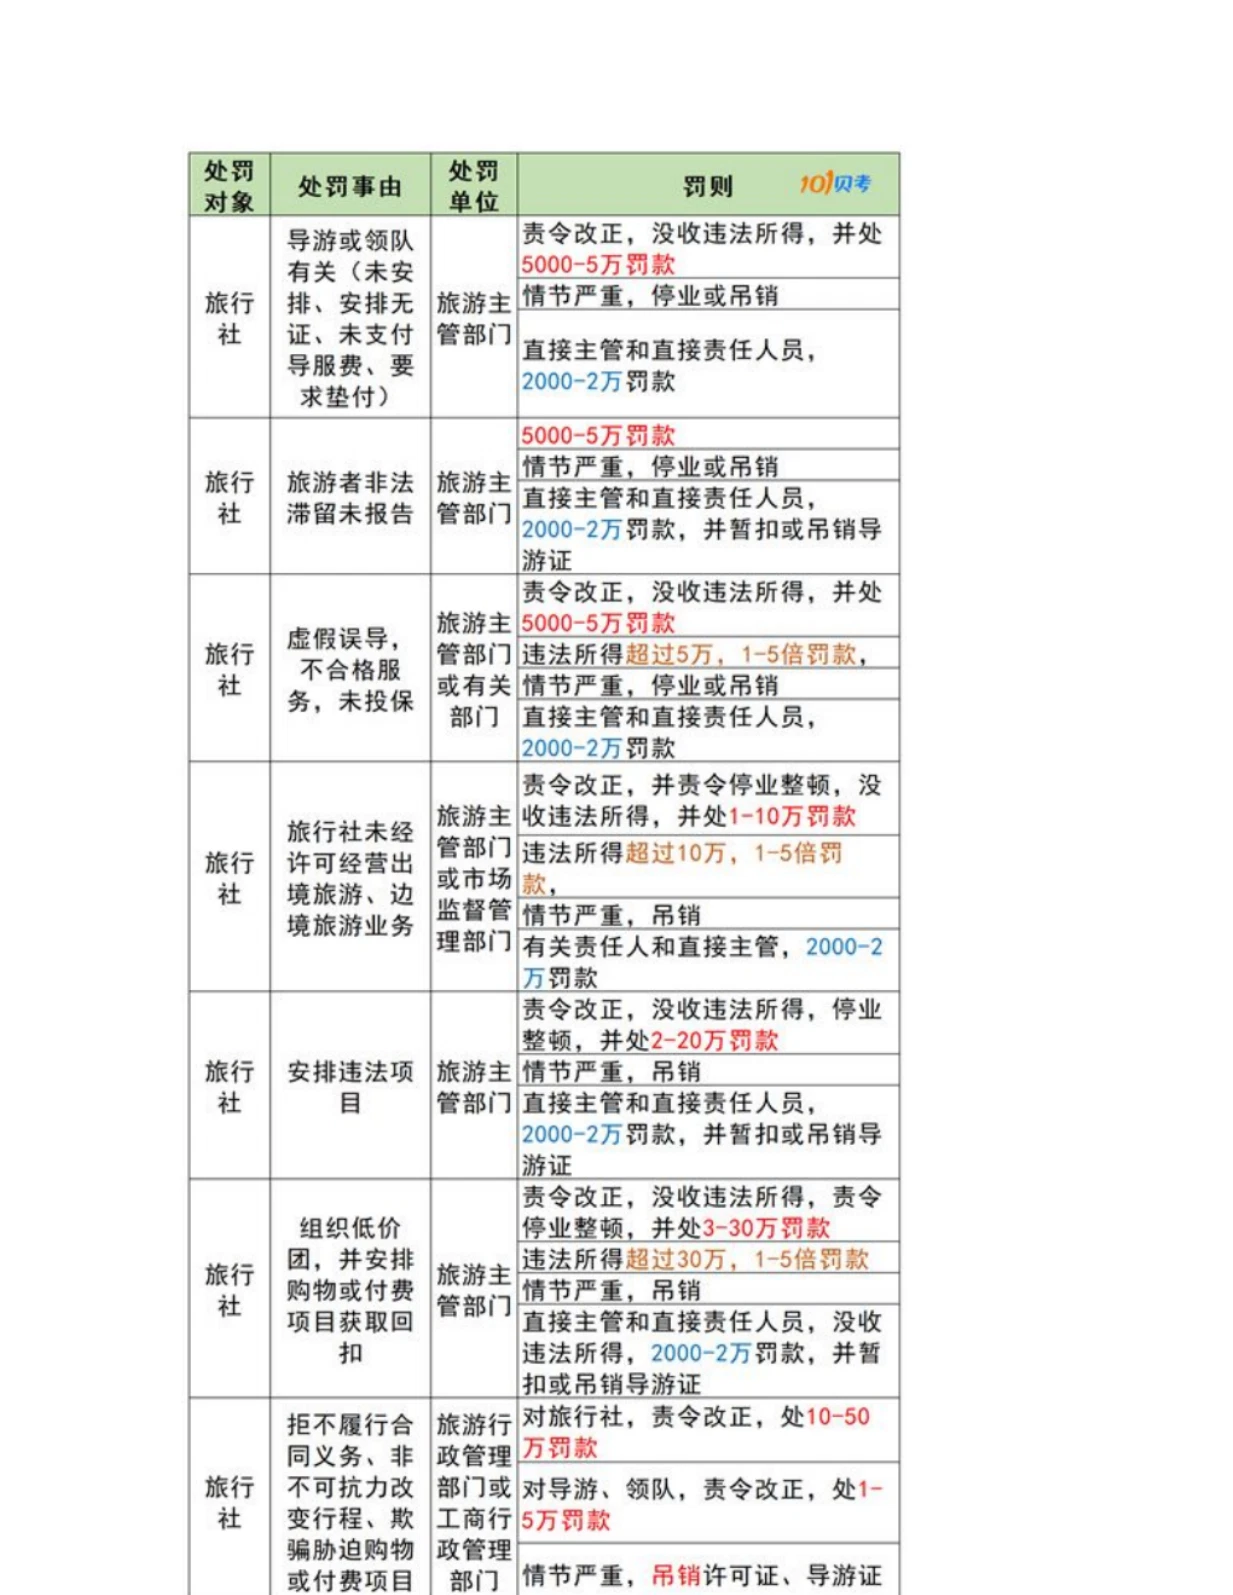 处罚
对象
处罚事由
处罚
单位
罚则
101贝考
旅行
社
导游或领队
有关（未安
排、安排无
证、未支付
导服费、要
求垫付）
旅游主
管部门
责令改正，没收违法所得，并处
5000-5万罚款
情节严重，停业或吊销
直接主管和直接责任人员，
2000-2万罚款
旅行
社
旅游者非法
滞留未报告
旅游主
管部门
5000-5万罚款
情节严重，停业或吊销
直接主管和直接责任人员，
2000-2万罚款，并暂扣或吊销导
游证
旅行
社
虚假误导，
不合格服
务，未投保
旅游主
管部门
或有关
部门
责令改正，没收违法所得，并处
5000-5万罚款
违法所得超过5万，1-5倍罚款，
情节严重，停业或吊销
直接主管和直接责任人员，
2000-2万罚款
旅行
社
旅行社未经
许可经营出
境旅游、边
境旅游业务
旅游主
管部门
或市场
监督管
理部门
责令改正，并责令停业整顿，没
收违法所得，并处1-10万罚款
违法所得超过10万，1-5倍罚
款，
情节严重，吊销
有关责任人和直接主管，2000-2
万罚款
旅行
社
安排违法项
目
旅游主
管部门
责令改正，没收违法所得，停业
整顿，并处2-20万罚款
情节严重，吊销
直接主管和直接责任人员，
2000-2万罚款，并暂扣或吊销导
游证
旅行
社
组织低价
团，并安排
购物或付费
项目获取回
扣
旅游主
管部门
责令改正，没收违法所得，责令
停业整顿，并处3-30万罚款
违法所得超过30万，1-5倍罚款
情节严重，吊销
直接主管和直接责任人员，没收
违法所得，2000-2万罚款，并暂
扣或吊销导游证
旅行
社
拒不履行合
同义务、非
不可抗力改
变行程、欺
骗胁迫购物
或付费项目
旅游行
政管理
部门或
工商行
政管理
部门
对旅行社，责令改正，处10-50
万罚款
对导游、领队，责令改正，处1-
5万罚款
情节严重，吊销许可证、导游证